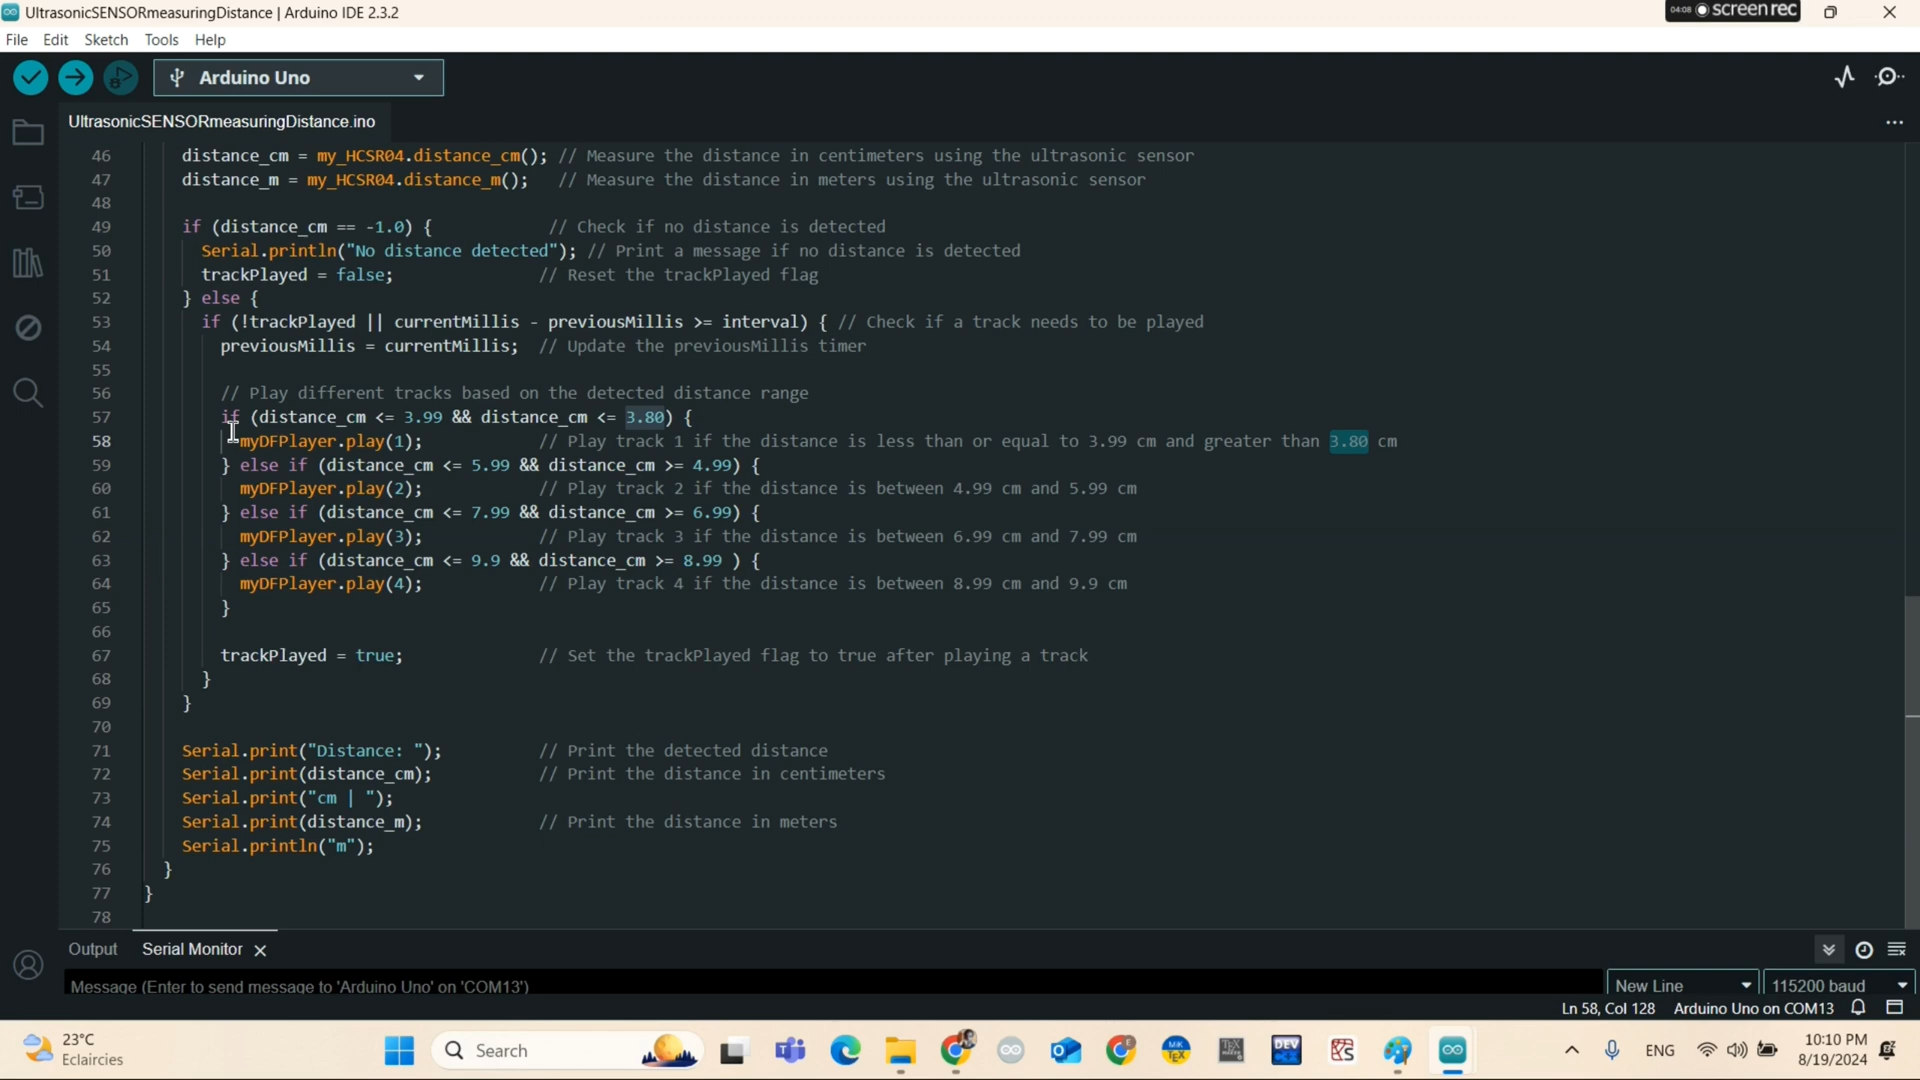 UltrasonicSENSORmeasuringDistance | Arduino IDE 2.3.2
04:08 screen rec
File Edit Sketch Tools Help
Arduino Uno
UltrasonicSENSORmeasuringDistance.ino
46 distance_cm = my_HCSR04.distance_cm(); // Measure the distance in centimeters using the ultrasonic sensor
47 distance_m = my_HCSR04.distance_m(); // Measure the distance in meters using the ultrasonic sensor
48
49 if (distance_cm == -1.0) { // Check if no distance is detected
50 Serial.println("No distance detected"); // Print a message if no distance is detected
51 trackPlayed = false; // Reset the trackPlayed flag
52 } else {
53 if (!trackPlayed || currentMillis - previousMillis >= interval) { // Check if a track needs to be played
54 previousMillis = currentMillis; // Update the previousMillis timer
55
56 // Play different tracks based on the detected distance range
57 if (distance_cm <= 3.99 && distance_cm <= 3.80) {
58 myDFPlayer.play(1); // Play track 1 if the distance is less than or equal to 3.99 cm and greater than 3.80 cm
59 } else if (distance_cm <= 5.99 && distance_cm >= 4.99) {
60 myDFPlayer.play(2); // Play track 2 if the distance is between 4.99 cm and 5.99 cm
61 } else if (distance_cm <= 7.99 && distance_cm >= 6.99) {
62 myDFPlayer.play(3); // Play track 3 if the distance is between 6.99 cm and 7.99 cm
63 } else if (distance_cm <= 9.9 && distance_cm >= 8.99 ) {
64 myDFPlayer.play(4); // Play track 4 if the distance is between 8.99 cm and 9.9 cm
65 }
66
67 trackPlayed = true; // Set the trackPlayed flag to true after playing a track
68 }
69 }
70
71 Serial.print("Distance: "); // Print the detected distance
72 Serial.print(distance_cm); // Print the distance in centimeters
73 Serial.print("cm | ");
74 Serial.print(distance_m); // Print the distance in meters
75 Serial.println("m");
76 }
77 }
78
Output Serial Monitor
Message (Enter to send message to 'Arduino Uno' on 'COM13') New Line 115200 baud
Ln 58, Col 128 Arduino Uno on COM13
23°C
Eclaircies
Search
ENG
10:10 PM
8/19/2024